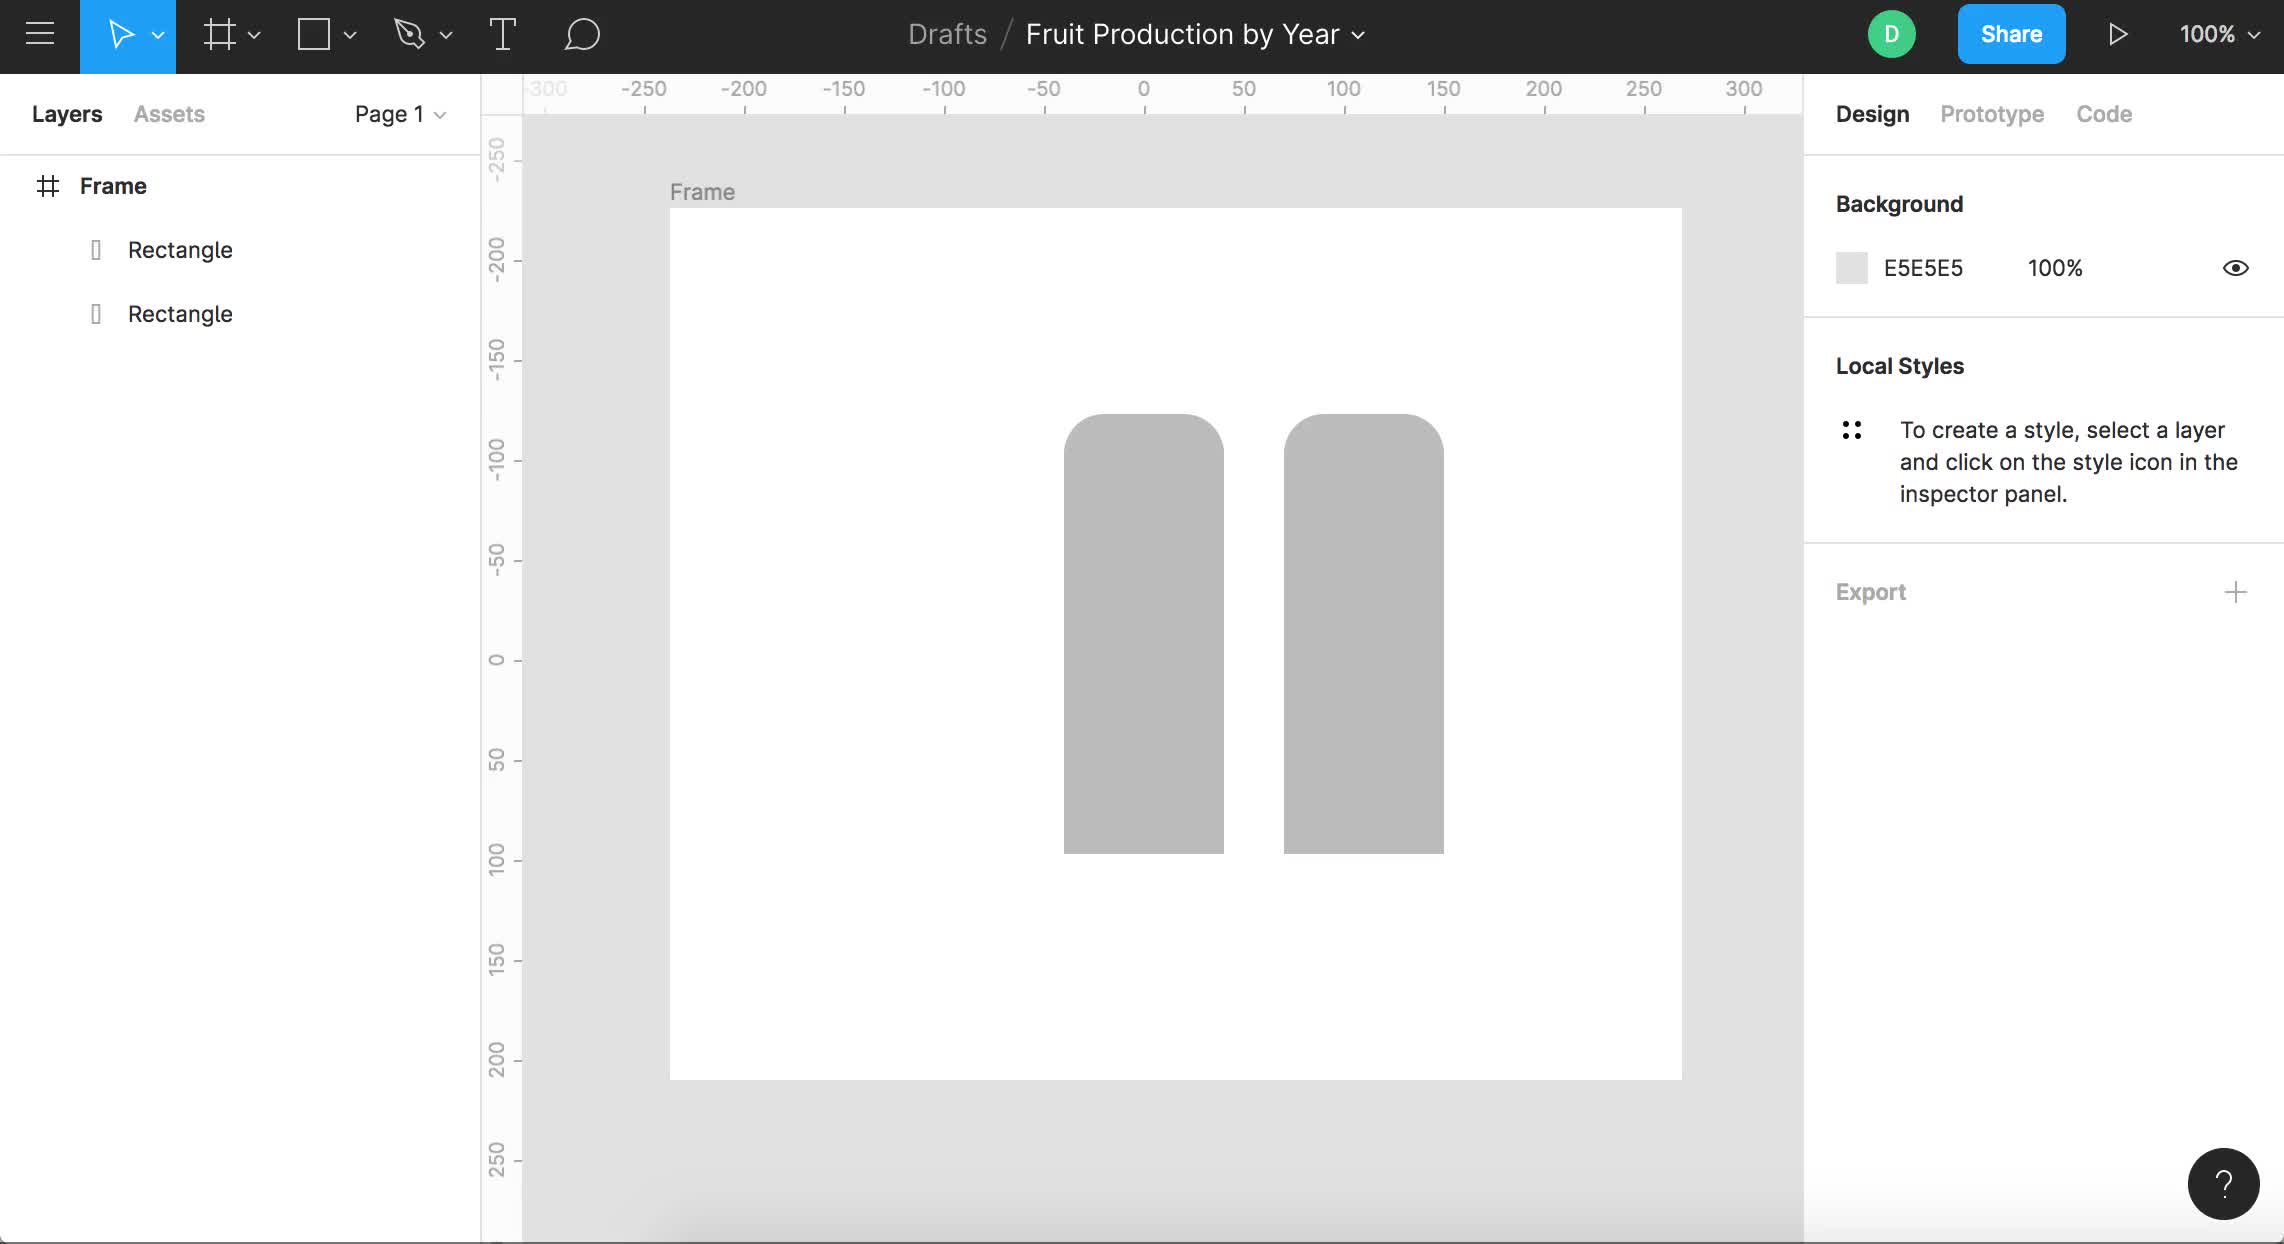 Drafts / Fruit Production by Year
D
Share
100%
Layers
Assets
Page 1
-300 -250 -200 -150 -100 -50 0 50 100 150 200 250 300
Design
Prototype
Code
Frame
Rectangle
Rectangle
-250
-200
-150
-100
-50
0
50
100
150
200
250
Frame
Background
E5E5E5 100%
Local Styles
To create a style, select a layer
and click on the style icon in the
inspector panel.
Export
?